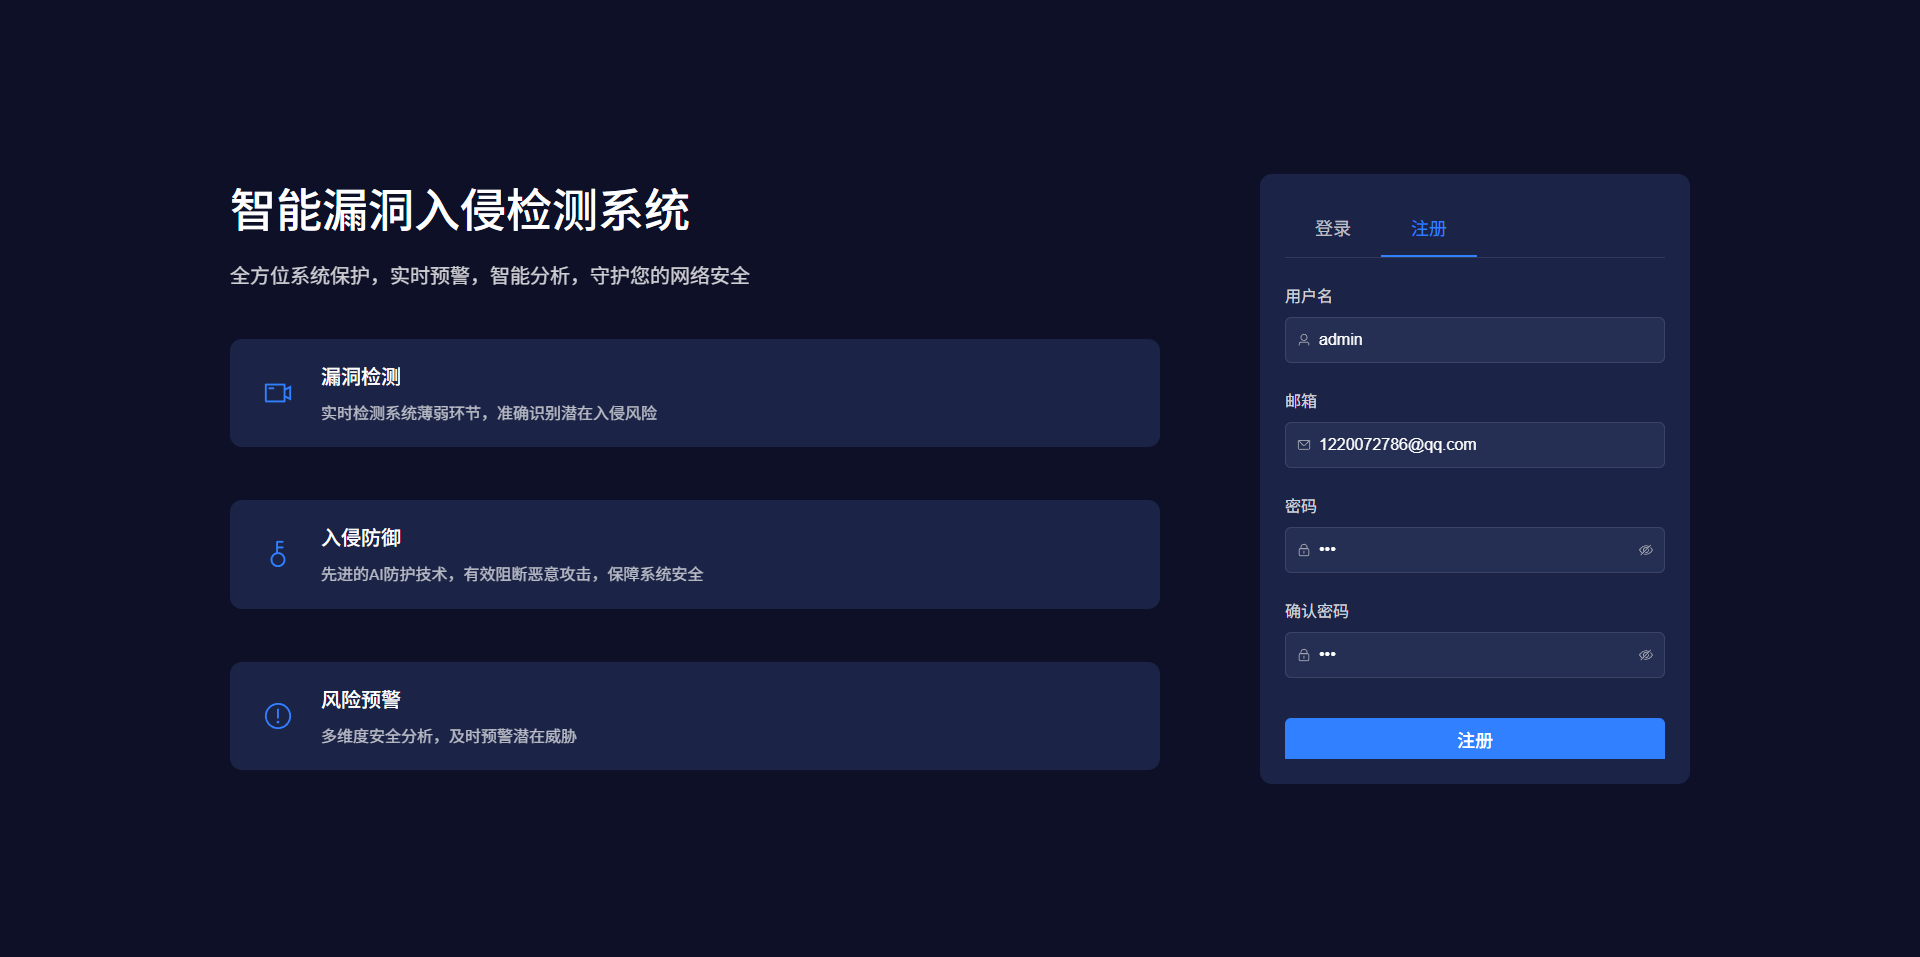 智能漏洞入侵检测系统
全方位系统保护，实时预警，智能分析，守护您的网络安全
漏洞检测
实时检测系统薄弱环节，准确识别潜在入侵风险
入侵防御
先进的AI防护技术，有效阻断恶意攻击，保障系统安全
风险预警
多维度安全分析，及时预警潜在威胁
登录 注册
用户名
admin
邮箱
1220072786@qq.com
密码
•••
确认密码
•••
注册